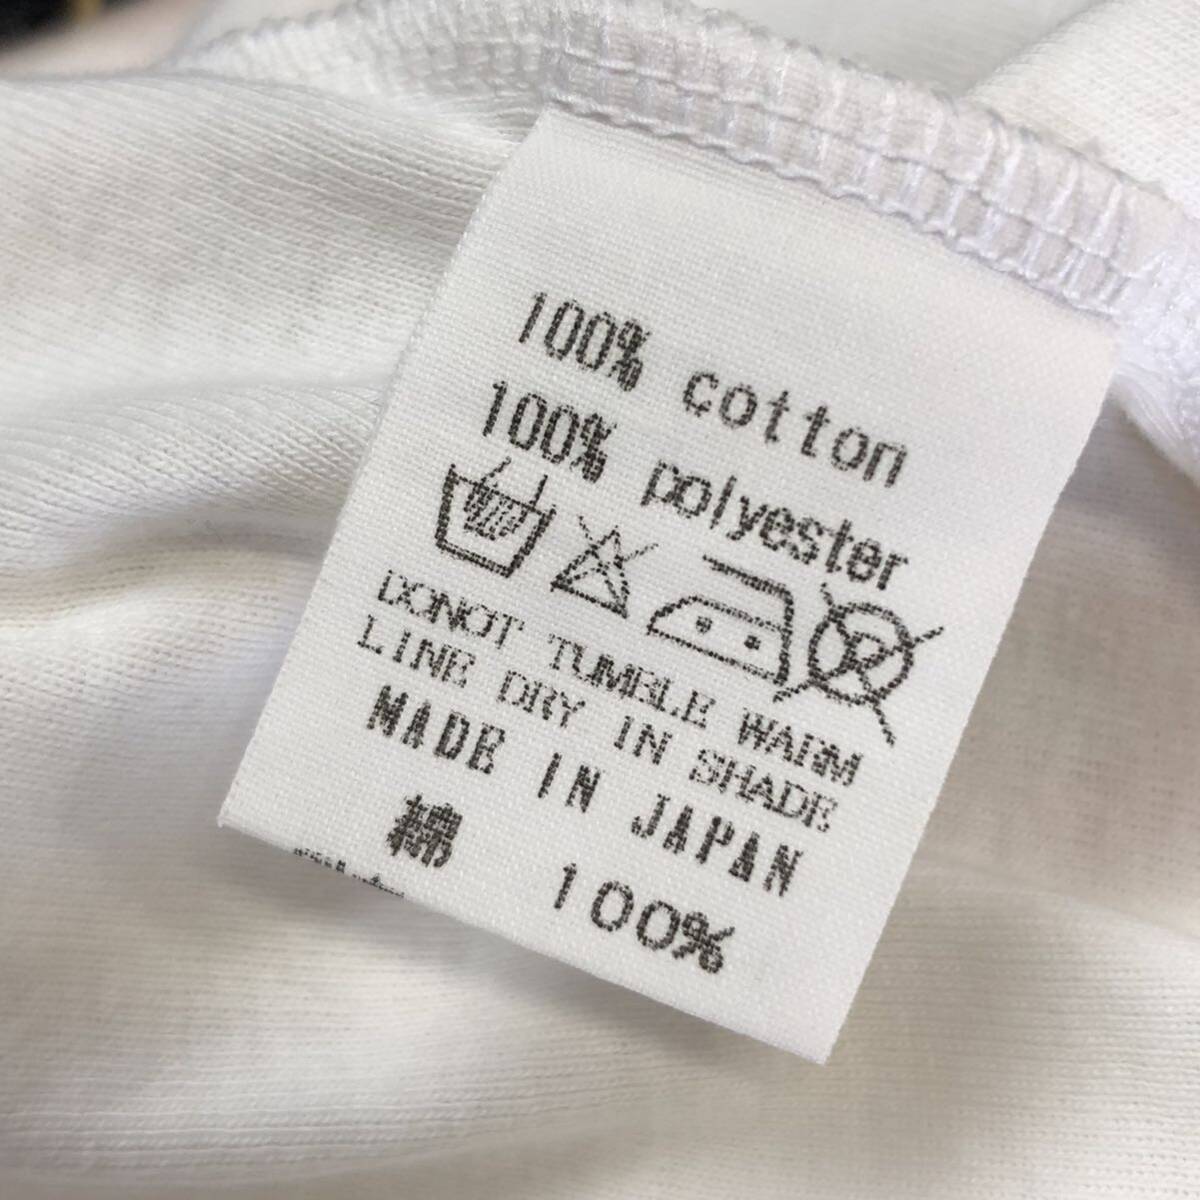 100% cotton
100% polyester
DONOT TUMBLE WARM
LINE DRY IN SHADE
MADE IN JAPAN
綿 100%